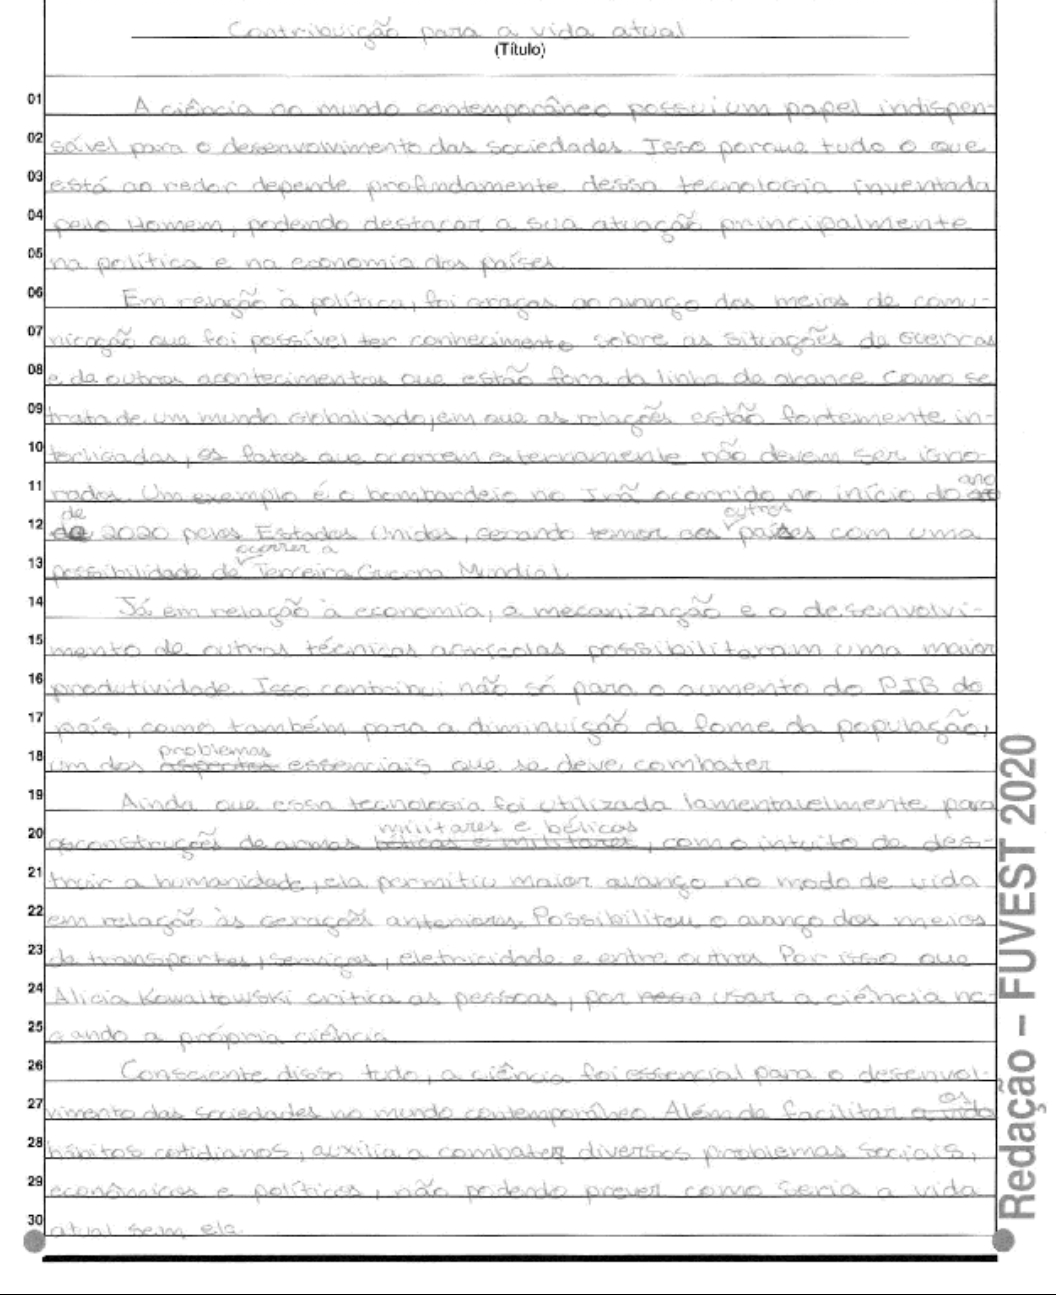 Contribuição para a vida atual
(Título)
01 A ciência no mundo contemporâneo possui um papel indispen-
02 sável para o desenvolvimento das sociedades. Isso porque tudo o que
03 está ao redor depende profundamente dessa tecnologia inventada
04 pelo Homem, podendo destacar a sua atuação principalmente
05 na política e na economia dos países.
06 Em relação à política, foi graças ao avanço dos meios de comu-
07 nicação que foi possível ter conhecimento sobre as situações de guerras
08 e de outros acontecimentos que estão fora da linha de alcance. Como se
09 trata de um mundo globalizado, em que as relações estão fortemente in-
10 terligadas, os fatos que ocorrem externamente não devem ser igno-
11 rados. Um exemplo é o bombardeio no Irã ocorrido no início do ano
12 de 2020 pelos Estados Unidos, gerando temor aos outros países com uma
13 possibilidade de ocorrer a Terceira Guerra Mundial.
14 Já em relação à economia, a mecanização e o desenvolvi-
15 mento de outras técnicas agrícolas possibilitaram uma maior
16 produtividade. Isso contribui não só para o aumento do PIB do
17 país, como também para a diminuição da fome da população,
18 um dos problemas essenciais que se deve combater.
19 Ainda que essa tecnologia foi utilizada lamentavelmente para
20 as construções de armas militares e bélicas, com o intuito de des-
21 truir a humanidade, ela permitiu maior avanço no modo de vida
22 em relação às gerações anteriores. Possibilitou o avanço dos meios
23 de transportes, serviços, eletricidade e entre outros. Por isso que
24 Alicia Kowaltowski critica as pessoas, por usar a ciência ne-
25 gando a própria ciência.
26 Consciente disso tudo, a ciência foi essencial para o desenvol-
27 vimento das sociedades no mundo contemporâneo. Além de facilitar os
28 hábitos cotidianos, auxilia a combater diversos problemas sociais,
29 econômicos e políticos, não podendo prever como seria a vida
30 atual sem ela.
Redação – FUVEST 2020